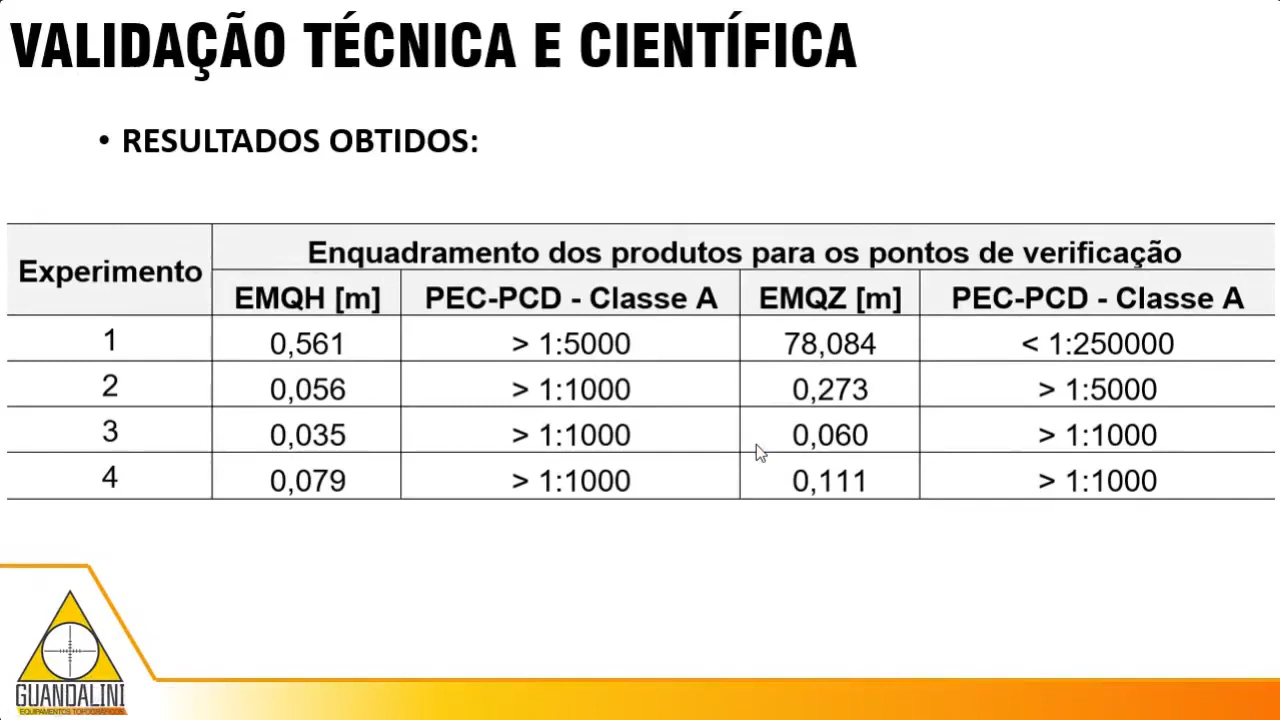 VALIDAÇÃO TÉCNICA E CIENTÍFICA
• RESULTADOS OBTIDOS:
Experimento
Enquadramento dos produtos para os pontos de verificação
EMQH [m] PEC-PCD - Classe A EMQZ [m] PEC-PCD - Classe A
1 0,561 > 1:5000 78,084 < 1:250000
2 0,056 > 1:1000 0,273 > 1:5000
3 0,035 > 1:1000 0,060 > 1:1000
4 0,079 > 1:1000 0,111 > 1:1000
GUANDALINI
EQUIPAMENTOS TOPOGRÁFICOS